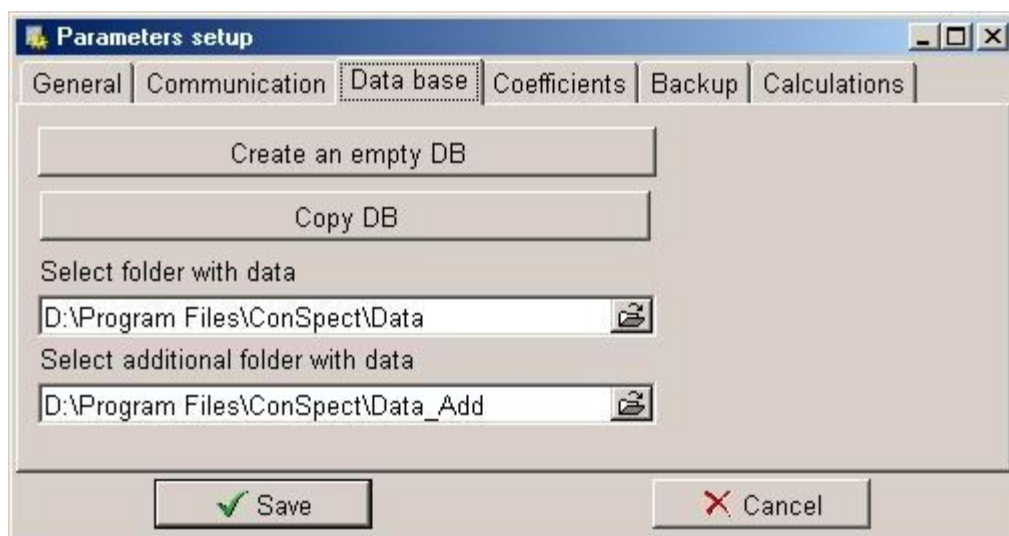 Parameters setup
General Communication Data base Coefficients Backup Calculations
Create an empty DB
Copy DB
Select folder with data
D:\Program Files\ConSpect\Data
Select additional folder with data
D:\Program Files\ConSpect\Data_Add
Save Cancel